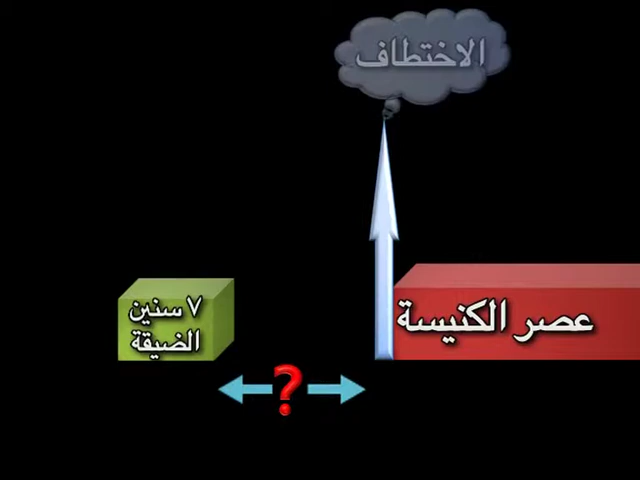 الاختطاف
عصر الكنيسة
٧ سنين
الضيقة
?